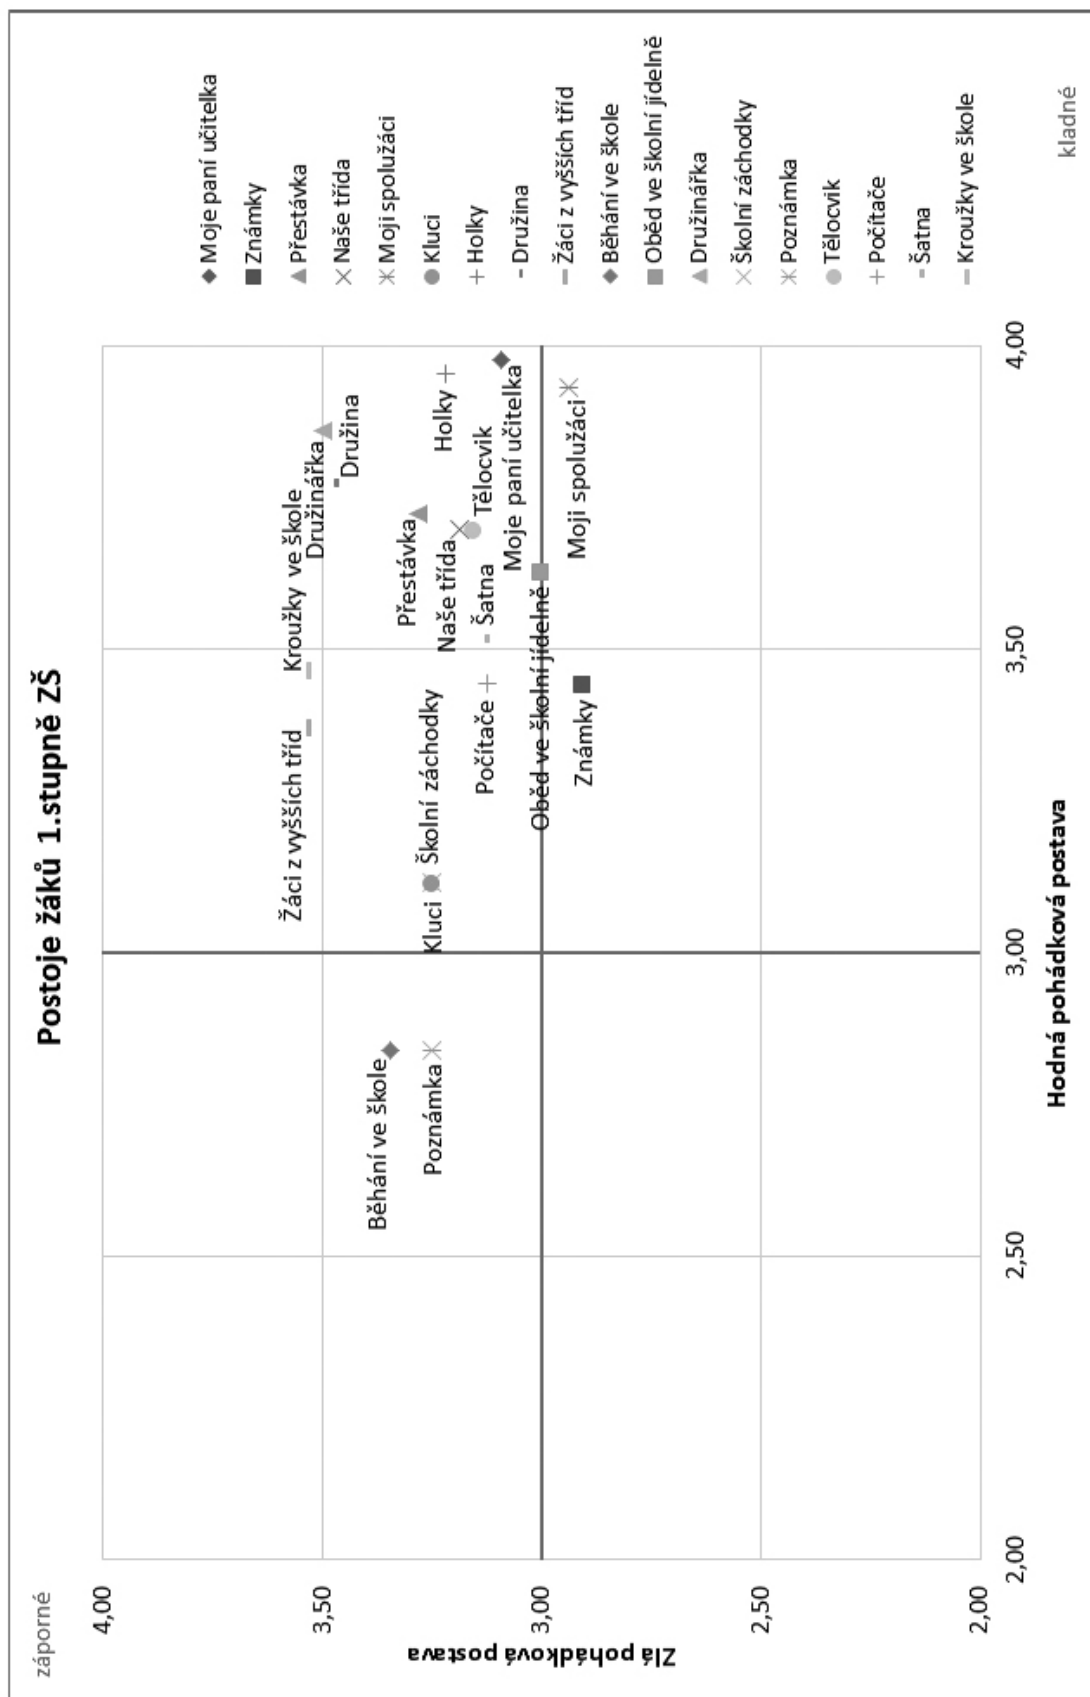 Postoje žáků 1.stupně ZŠ
záporné
4,00
3,50
3,00
2,50
2,00
Zlá pohádková postava
Žáci z vyšších tříd
Kroužky ve škole
Družinářka
Družina
Běhání ve škole
Přestávka
Holky
Poznámka
Kluci
Školní záchodky
Naše třída
Tělocvik
Počítače
Šatna
Moje paní učitelka
Oběd ve školní jídelně
Známky
Moji spolužáci
2,00
2,50
3,00
3,50
4,00
Hodná pohádková postava
Moje paní učitelka
Známky
Přestávka
Naše třída
Moji spolužáci
Kluci
Holky
Družina
Žáci z vyšších tříd
Běhání ve škole
Oběd ve školní jídelně
Družinářka
Školní záchodky
Poznámka
Tělocvik
Počítače
Šatna
Kroužky ve škole
kladné